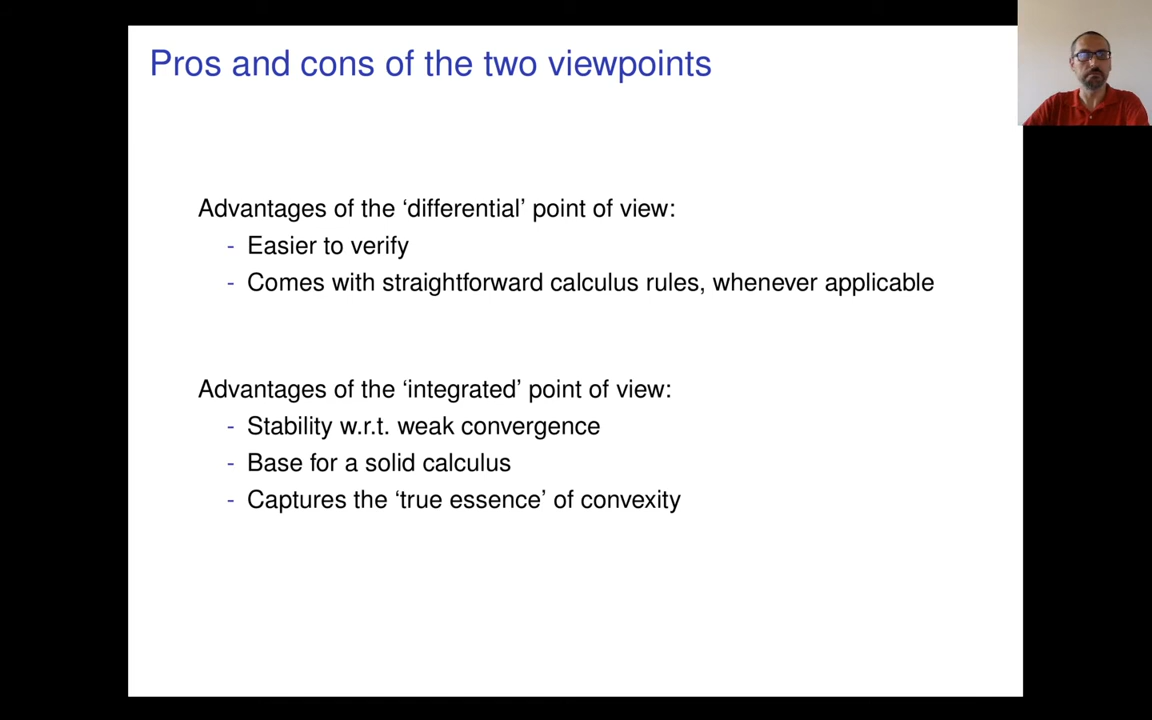 Pros and cons of the two viewpoints
Advantages of the ‘differential’ point of view:
- Easier to verify
- Comes with straightforward calculus rules, whenever applicable
Advantages of the ‘integrated’ point of view:
- Stability w.r.t. weak convergence
- Base for a solid calculus
- Captures the ‘true essence’ of convexity